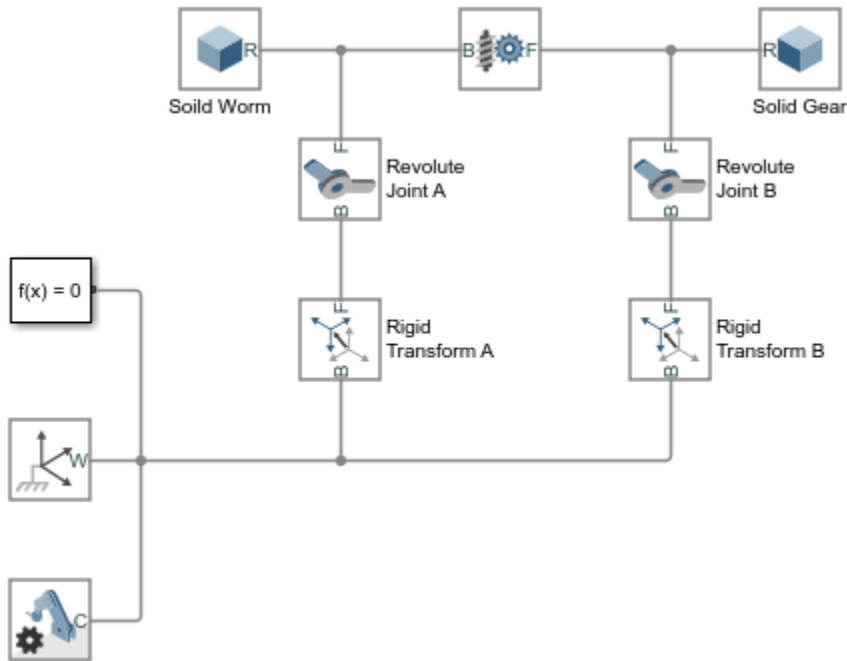 R
B
F
R
Soild Worm
Solid Gear
F
Revolute
Joint A
B
F
Revolute
Joint B
B
f(x) = 0
F
Rigid
Transform A
B
F
Rigid
Transform B
B
W
C